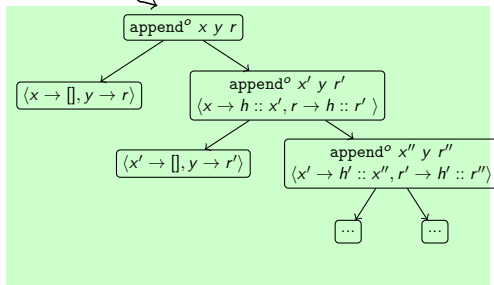 appendᵒ x y r
⟨x → [], y → r⟩
appendᵒ x′ y r′
⟨x → h :: x′, r → h :: r′ ⟩
⟨x′ → [], y → r′⟩
appendᵒ x″ y r″
⟨x′ → h′ :: x″, r′ → h′ :: r″⟩
...
...